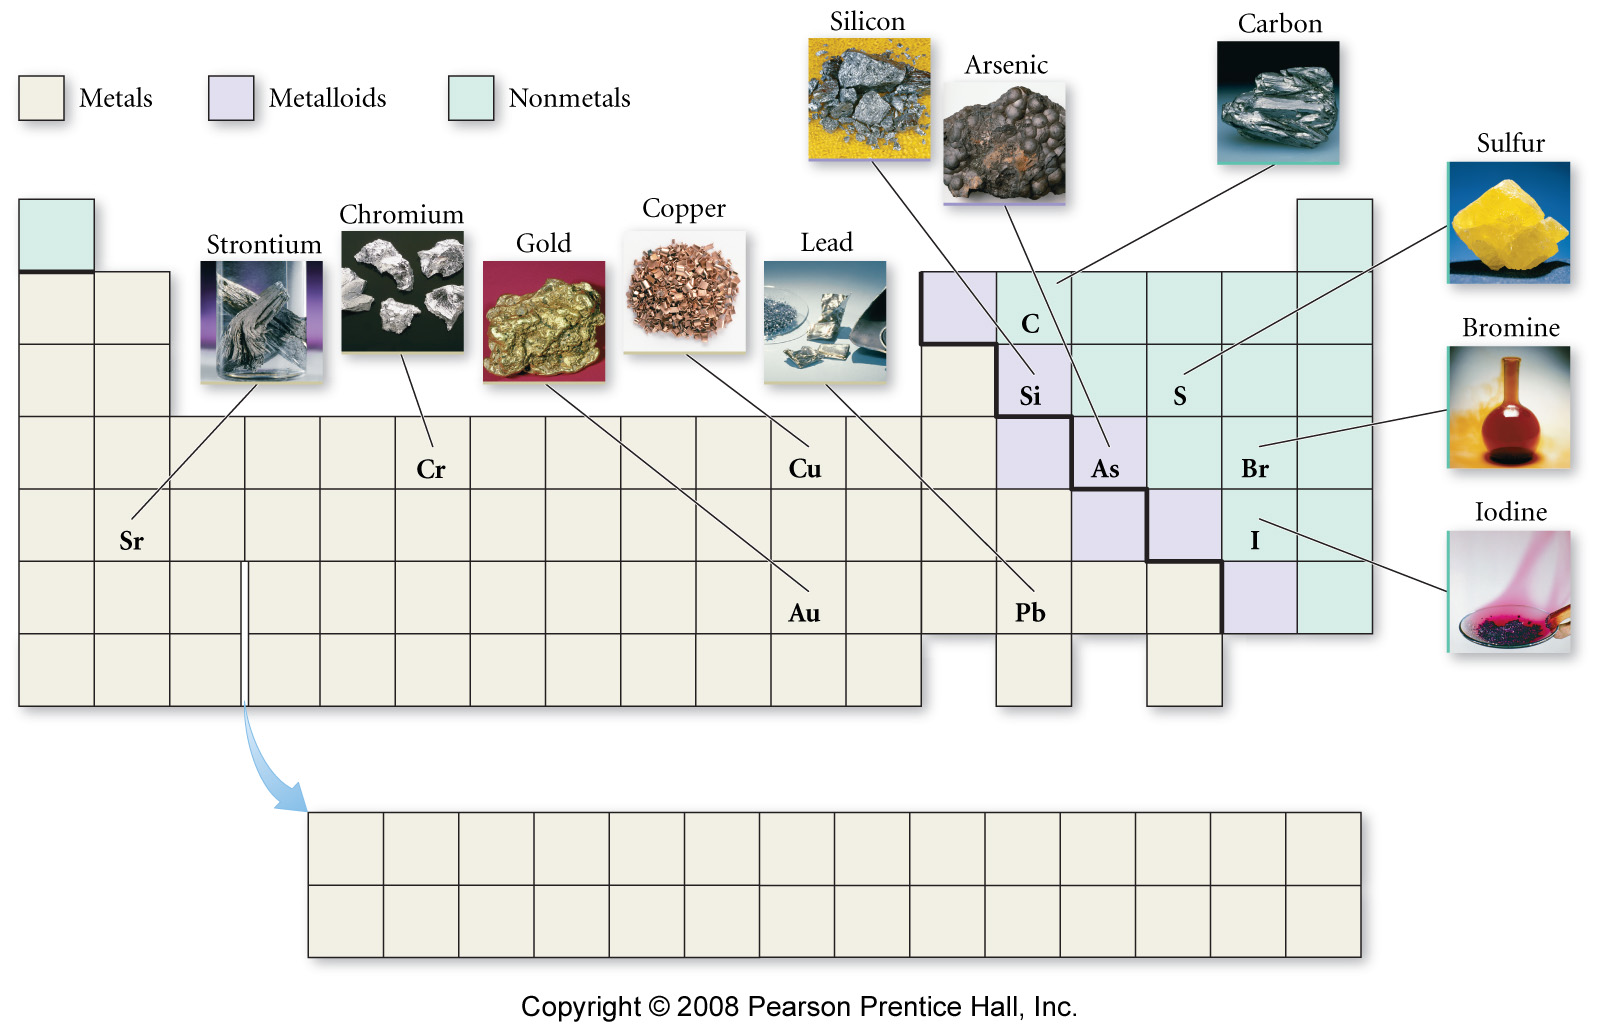 Silicon
Carbon
Arsenic
Metals
Metalloids
Nonmetals
Sulfur
Chromium
Copper
Strontium
Gold
Lead
Bromine
Iodine
C
Si
S
Cr
Cu
As
Br
Sr
I
Au
Pb
Copyright © 2008 Pearson Prentice Hall, Inc.